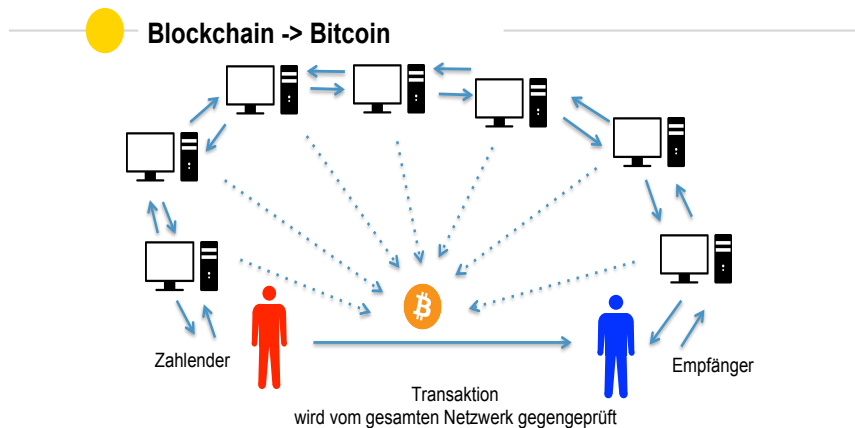 Blockchain -> Bitcoin
Zahlender
Empfänger
Transaktion
wird vom gesamten Netzwerk gegengeprüft